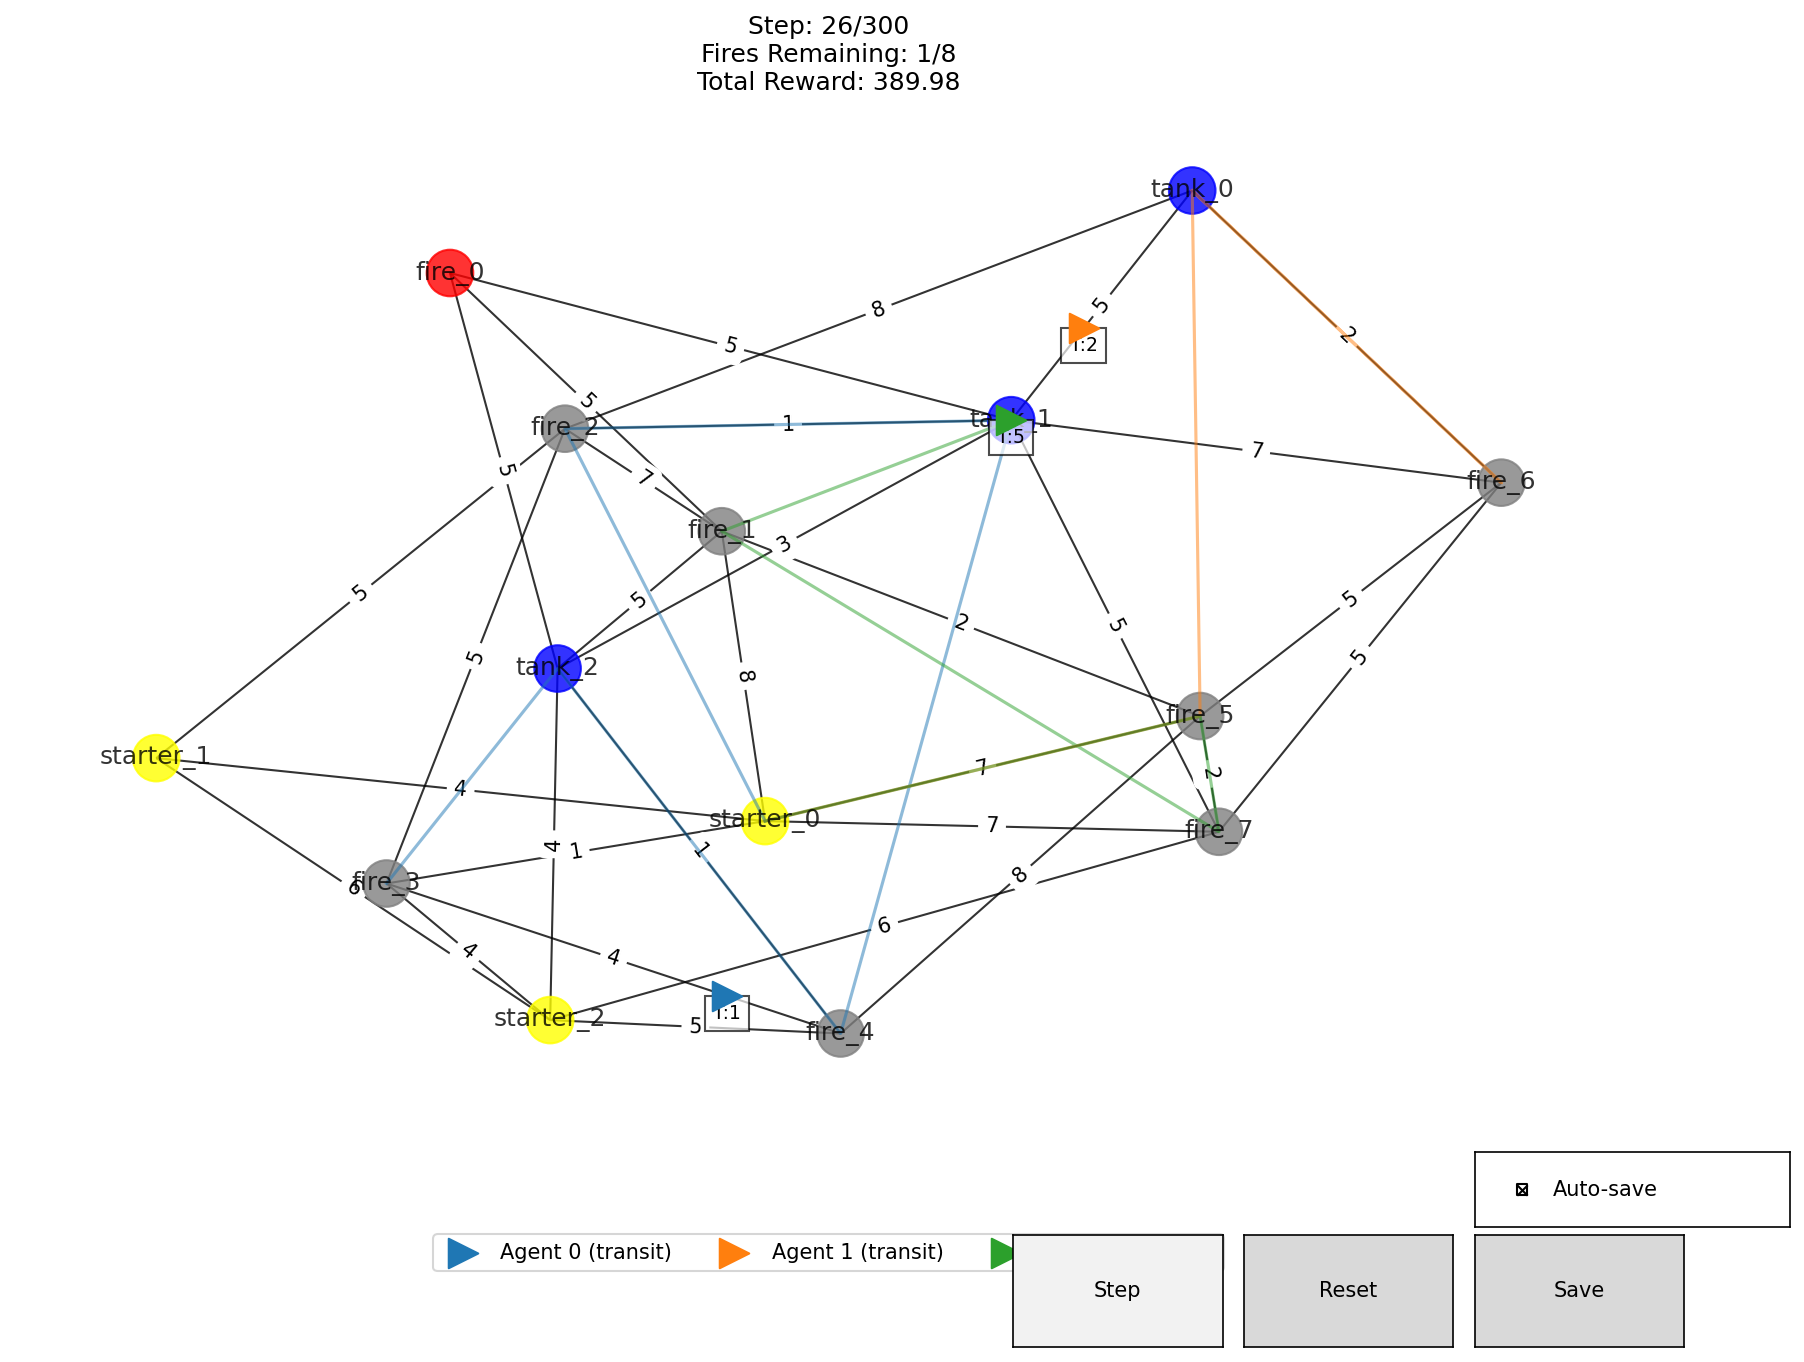 Step: 26/300
Fires Remaining: 1/8
Total Reward: 389.98
tank_0
fire_0
5
8
2
5
T:2
5
tank_1
T:5
fire_2
1
7
fire_6
5
7
fire_1
3
5
5
2
5
5
5
5
tank_2
8
fire_5
starter_1
7
2
4
starter_0
7
fire_7
4
1
8
6
fire_3
6
4
4
1
T:1
starter_2
5
fire_4
Auto-save
Agent 0 (transit)
Agent 1 (transit)
Step
Reset
Save